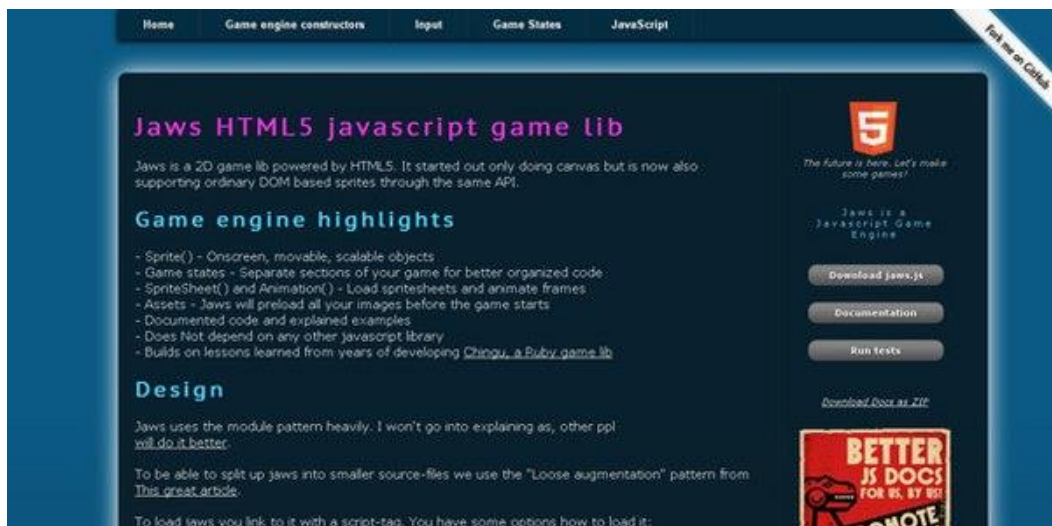 Home Game engine constructors Input Game States JavaScript
Fork me on GitHub
Jaws HTML5 javascript game lib
Jaws is a 2D game lib powered by HTML5. It started out only doing canvas but is now also
supporting ordinary DOM based sprites through the same API.
Game engine highlights
- Sprite() - Onscreen, movable, scalable objects
- Game states - Separate sections of your game for better organized code
- SpriteSheet() and Animation() - Load spritesheets and animate frames
- Assets - Jaws will preload all your images before the game starts
- Documented code and explained examples
- Does Not depend on any other javascript library
- Builds on lessons learned from years of developing Chingu, a Ruby game lib
Design
Jaws uses the module pattern heavily. I won't go into explaining as, other ppl
will do it better.
To be able to split up jaws into smaller source-files we use the "Loose augmentation" pattern from
This great article.
To load jaws you link to it with a script-tag. You have some options how to load it:
5
The future is here. Let's make
some games!
Jaws is a
Javascript Game
Engine
Download jaws.js
Documentation
Run tests
Download Docs as ZIP
BETTER
JS DOCS
FOR US, BY US!